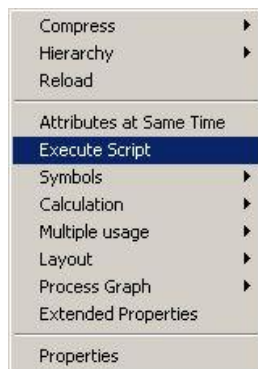 Compress
Hierarchy
Reload
Attributes at Same Time
Execute Script
Symbols
Calculation
Multiple usage
Layout
Process Graph
Extended Properties
Properties